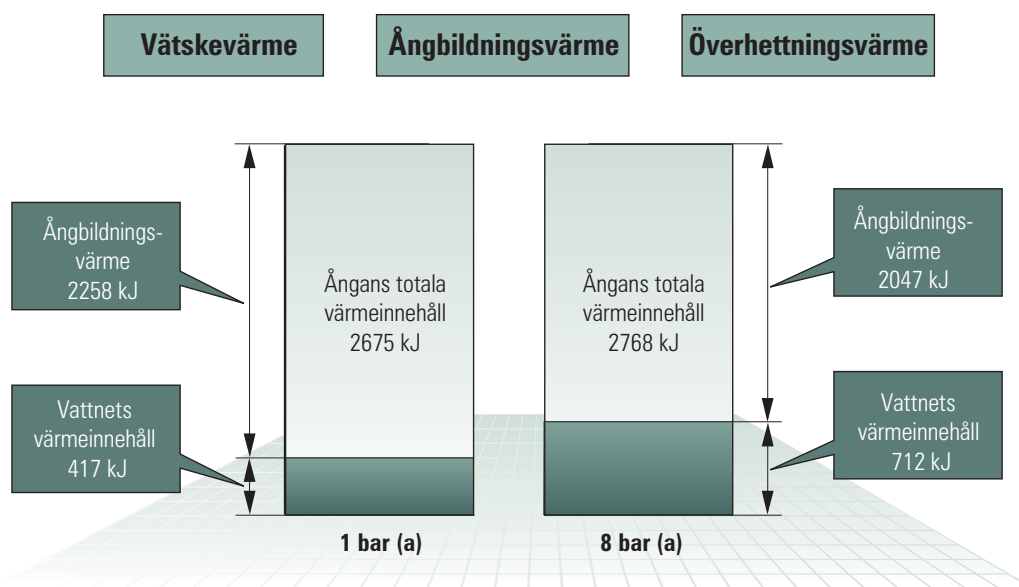 Vätskevärme
Ångbildningsvärme
Överhettningsvärme
Ångbildnings-
värme
2258 kJ
Vattnets
värmeinnehåll
417 kJ
Ångans totala
värmeinnehåll
2675 kJ
1 bar (a)
Ångans totala
värmeinnehåll
2768 kJ
8 bar (a)
Ångbildnings-
värme
2047 kJ
Vattnets
värmeinnehåll
712 kJ